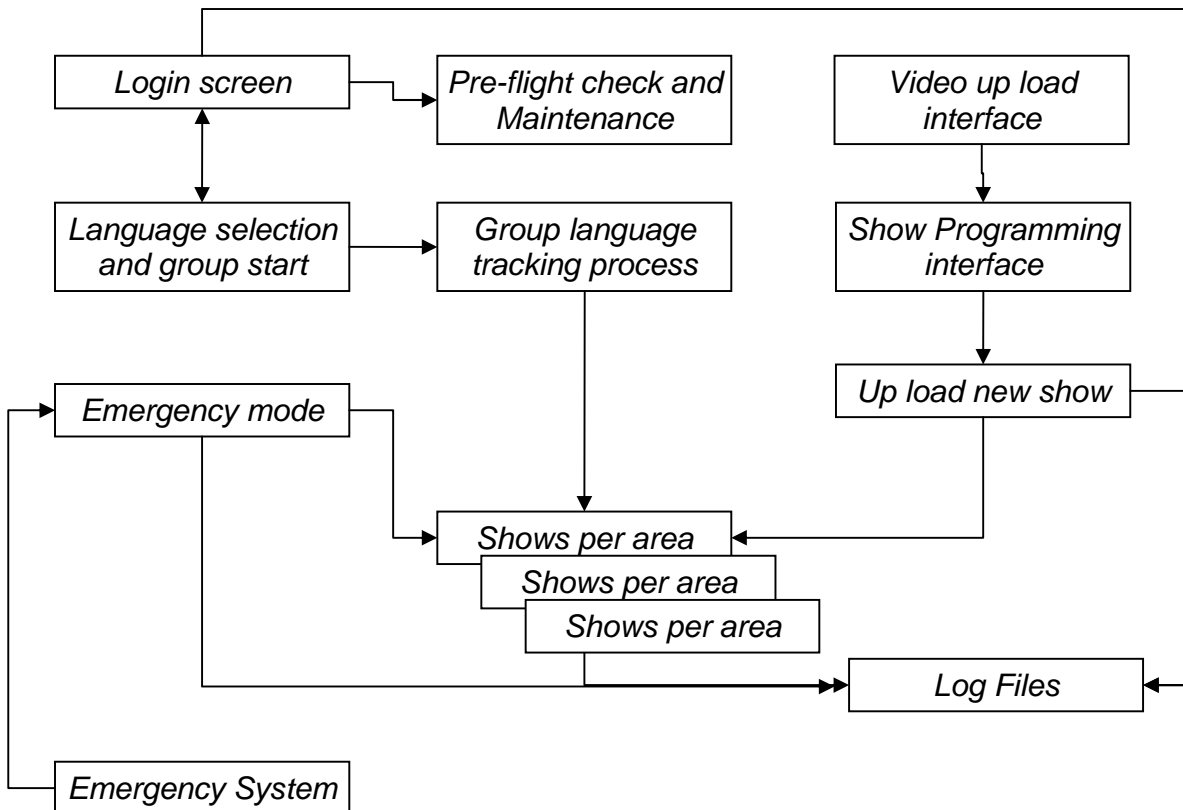 Login screen
Pre-flight check and
Maintenance
Video up load
interface
Language selection
and group start
Group language
tracking process
Show Programming
interface
Emergency mode
Up load new show
Shows per area
Shows per area
Shows per area
Log Files
Emergency System